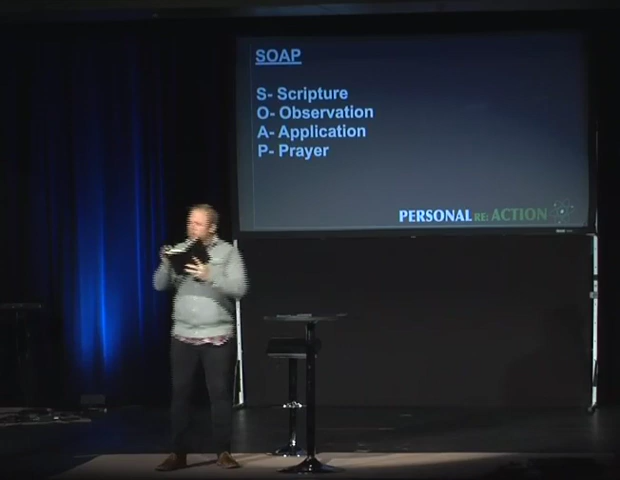 SOAP
S- Scripture
O- Observation
A- Application
P- Prayer
PERSONAL RE: ACTION